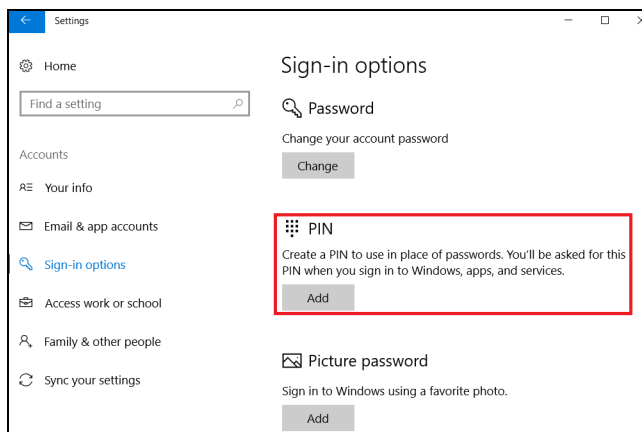 Settings
Home
Find a setting
Accounts
Your info
Email & app accounts
Sign-in options
Access work or school
Family & other people
Sync your settings
Sign-in options
Password
Change your account password
Change
PIN
Create a PIN to use in place of passwords. You'll be asked for this
PIN when you sign in to Windows, apps, and services.
Add
Picture password
Sign in to Windows using a favorite photo.
Add